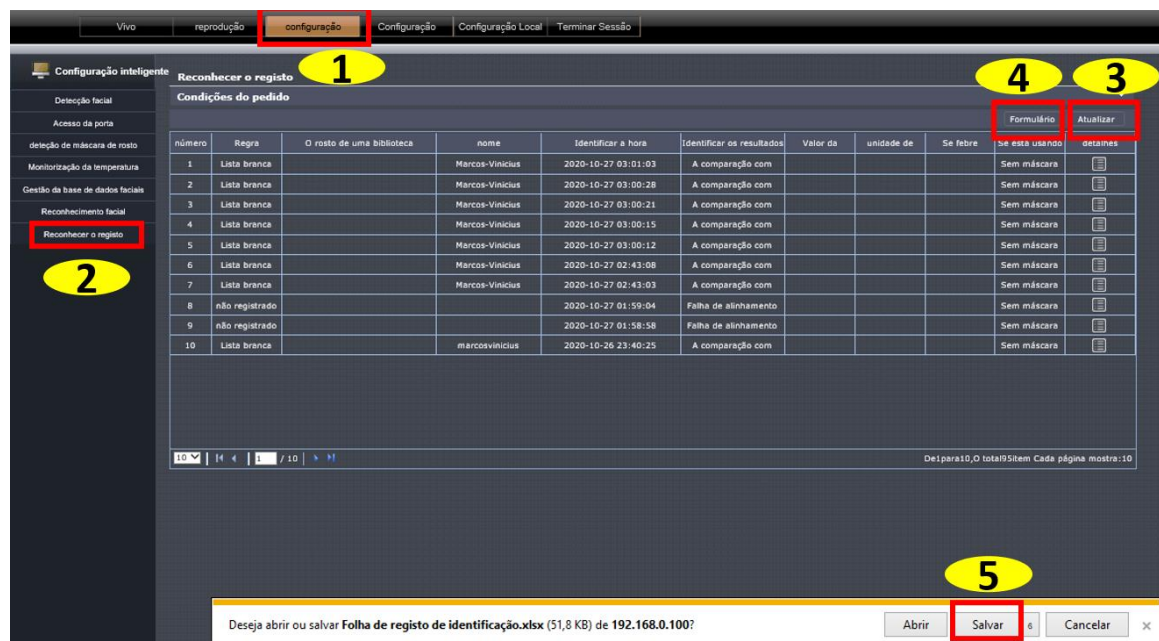 Vivo reprodução configuração Configuração Configuração Local Terminar Sessão
1
Configuração inteligente
Detecção facial
Acesso da porta
deteção de máscara de rosto
Monitorização da temperatura
Gestão da base de dados faciais
Reconhecimento facial
Reconhecer o registo
2
Reconhecer o registo
Condições do pedido
4 3
Formulário Atualizar
número Regra O rosto de uma biblioteca nome Identificar a hora Identificar os resultados Valor da unidade de Se febre Se está usando detalhes
1 Lista branca Marcos-Vinicius 2020-10-27 03:01:03 A comparação com Sem máscara
2 Lista branca Marcos-Vinicius 2020-10-27 03:00:28 A comparação com Sem máscara
3 Lista branca Marcos-Vinicius 2020-10-27 03:00:21 A comparação com Sem máscara
4 Lista branca Marcos-Vinicius 2020-10-27 03:00:15 A comparação com Sem máscara
5 Lista branca Marcos-Vinicius 2020-10-27 03:00:12 A comparação com Sem máscara
6 Lista branca Marcos-Vinicius 2020-10-27 02:43:08 A comparação com Sem máscara
7 Lista branca Marcos-Vinicius 2020-10-27 02:43:03 A comparação com Sem máscara
8 não registrado 2020-10-27 01:59:04 Falha de alinhamento Sem máscara
9 não registrado 2020-10-27 01:58:58 Falha de alinhamento Sem máscara
10 Lista branca marcosvinicius 2020-10-26 23:40:25 A comparação com Sem máscara
10 1 / 10 De1para10,O total95item Cada página mostra:10
5
Deseja abrir ou salvar Folha de registo de identificação.xlsx (51,8 KB) de 192.168.0.100? Abrir Salvar 6 Cancelar ×